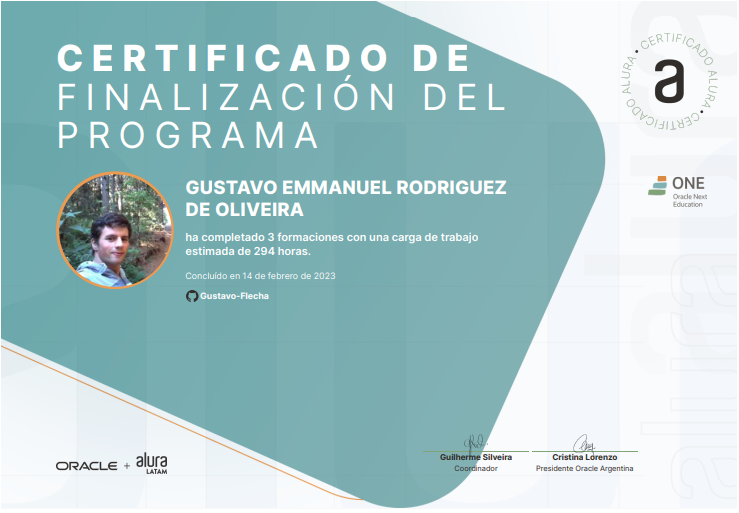 CERTIFICADO DE
FINALIZACIÓN DEL
PROGRAMA
CERTIFICADO ALURA • CERTIFICADO ALURA •
a
ONE
Oracle Next
Education
GUSTAVO EMMANUEL RODRIGUEZ
DE OLIVEIRA
ha completado 3 formaciones con una carga de trabajo
estimada de 294 horas.
Concluído en 14 de febrero de 2023
Gustavo-Flecha
ORACLE + alura
LATAM
Guilherme Silveira
Coordinador
Cristina Lorenzo
Presidente Oracle Argentina
alura